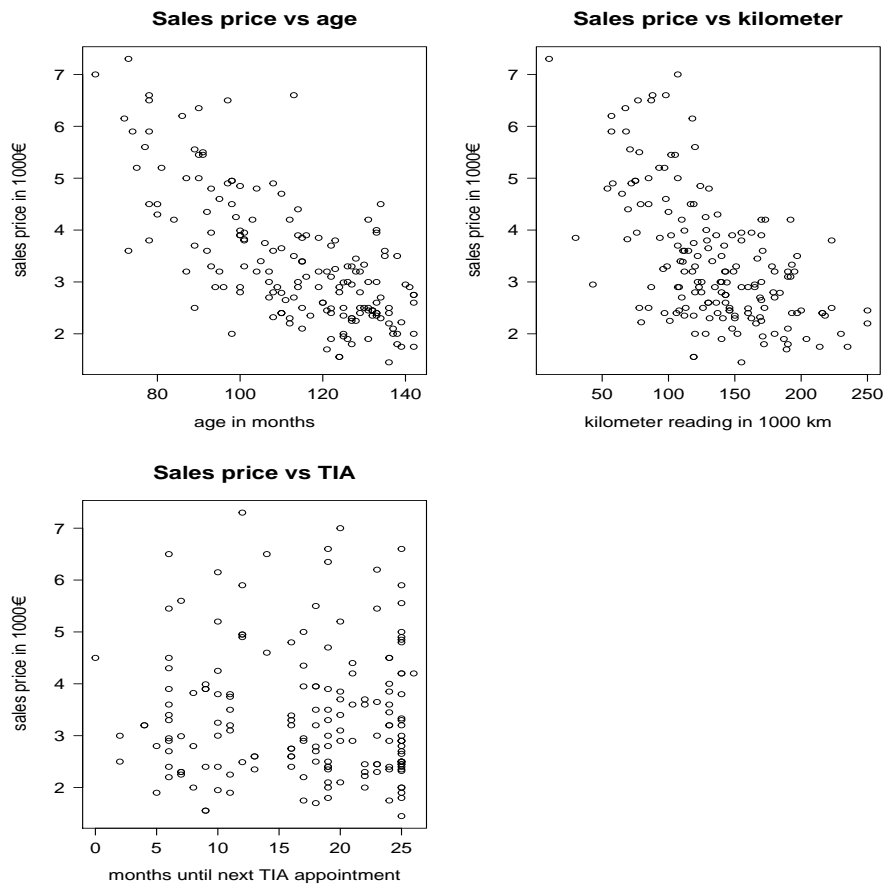 Sales price vs age
7
6
5
4
3
2
sales price in 1000€
80 100 120 140
age in months
Sales price vs kilometer
7
6
5
4
3
2
sales price in 1000€
50 100 150 200 250
kilometer reading in 1000 km
Sales price vs TIA
7
6
5
4
3
2
sales price in 1000€
0 5 10 15 20 25
months until next TIA appointment